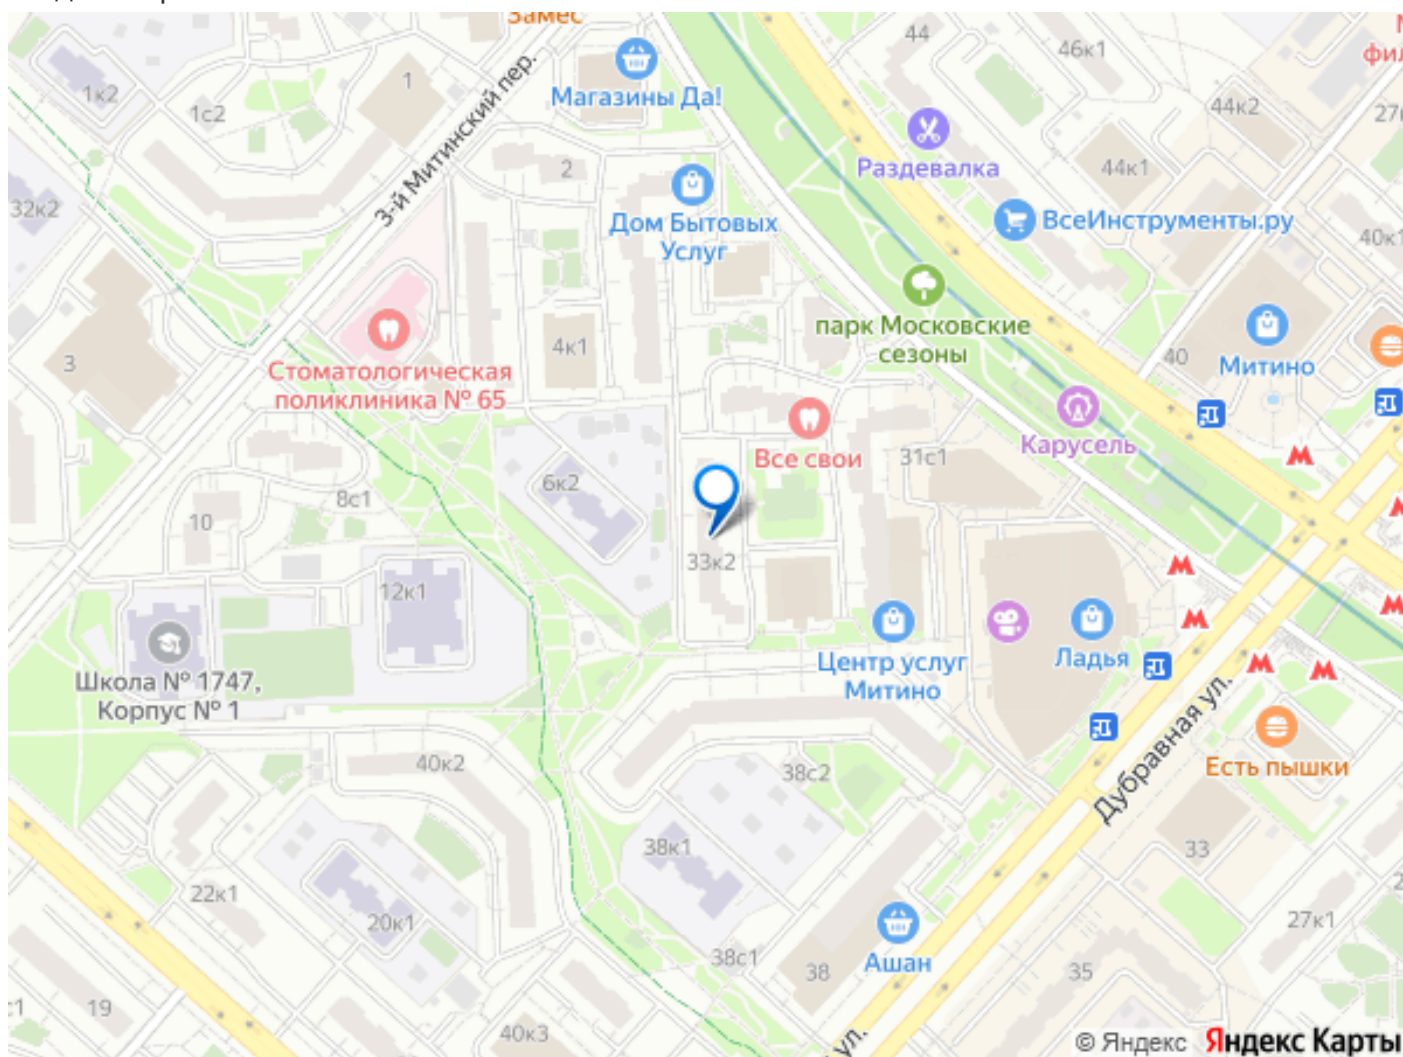 Замес
44
46к1
1к2
1с2
1
Магазины Да!
3-й Митинский пер.
2
Раздевалка
44к2
44к1
32к2
Дом Бытовых
Услуг
ВсеИнструменты.ру
40к1
парк Московские
сезоны
3
4к1
40
Митино
Стоматологическая
поликлиника № 65
Все свои
31с1
Карусель
6к2
8с1
10
33к2
12к1
Школа № 1747,
Корпус № 1
Центр услуг
Митино
Ладья
Дубравная ул.
40к2
38с2
Есть пышки
38к1
33
22к1
20к1
27к1
38с1
38
Ашан
35
19
40к3
ул.
© Яндекс Яндекс Карты